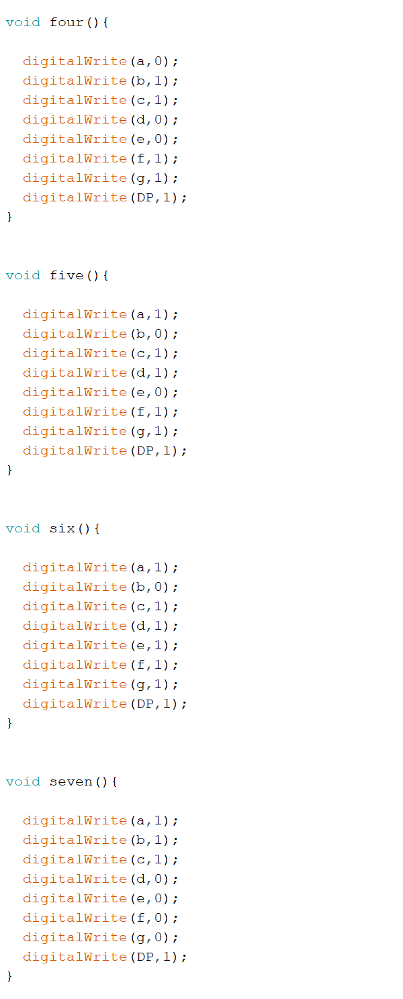 void four(){
digitalWrite(a,0);
digitalWrite(b,1);
digitalWrite(c,1);
digitalWrite(d,0);
digitalWrite(e,0);
digitalWrite(f,1);
digitalWrite(g,1);
digitalWrite(DP,1);
}
void five(){
digitalWrite(a,1);
digitalWrite(b,0);
digitalWrite(c,1);
digitalWrite(d,1);
digitalWrite(e,0);
digitalWrite(f,1);
digitalWrite(g,1);
digitalWrite(DP,1);
}
void six(){
digitalWrite(a,1);
digitalWrite(b,0);
digitalWrite(c,1);
digitalWrite(d,1);
digitalWrite(e,1);
digitalWrite(f,1);
digitalWrite(g,1);
digitalWrite(DP,1);
}
void seven(){
digitalWrite(a,1);
digitalWrite(b,1);
digitalWrite(c,1);
digitalWrite(d,0);
digitalWrite(e,0);
digitalWrite(f,0);
digitalWrite(g,0);
digitalWrite(DP,1);
}